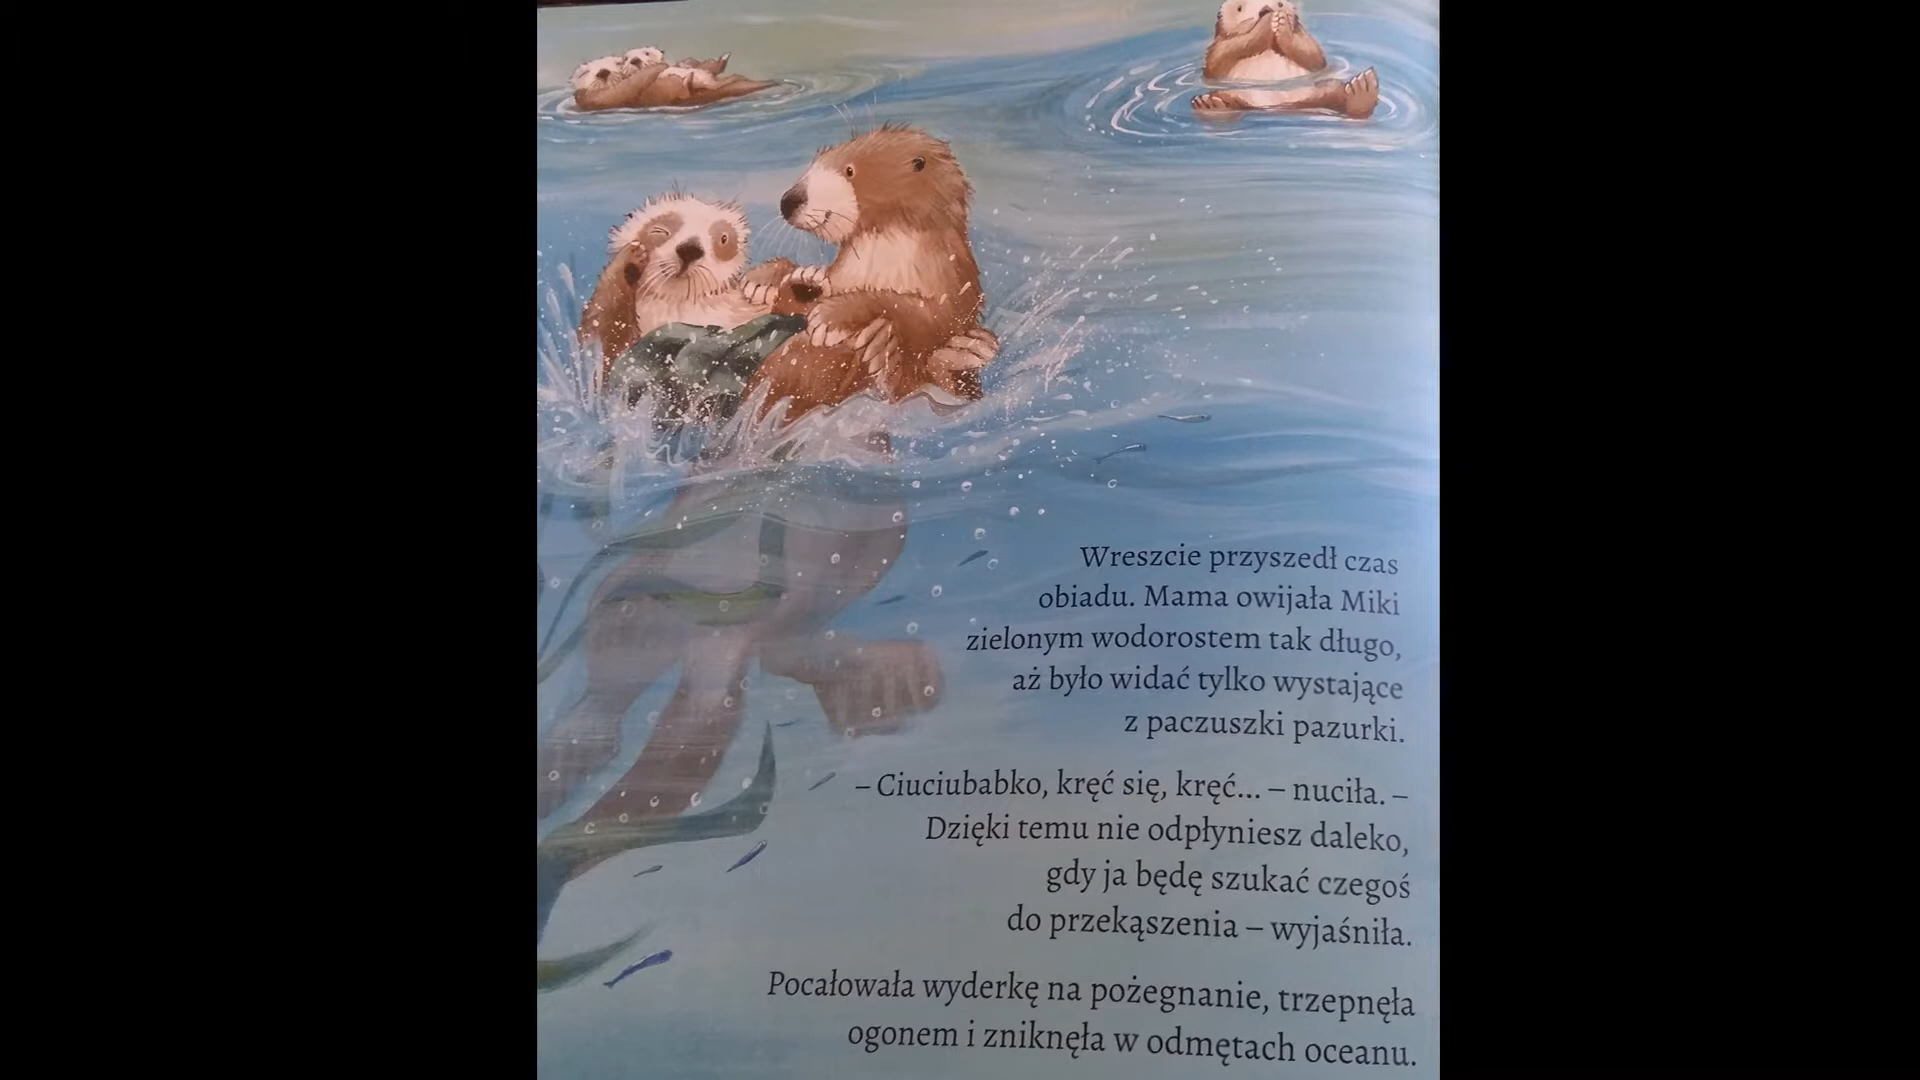 Wreszcie przyszedł czas
obiadu. Mama owijała Miki
zielonym wodorostem tak długo,
aż było widać tylko wystające
z paczuszki pazurki.
– Ciuciubabko, kręć się, kręć... – nuciła. –
Dzięki temu nie odpłyniesz daleko,
gdy ja będę szukać czegoś
do przekąszenia – wyjaśniła.
Pocałowała wyderkę na pożegnanie, trzepnęła
ogonem i zniknęła w odmętach oceanu.